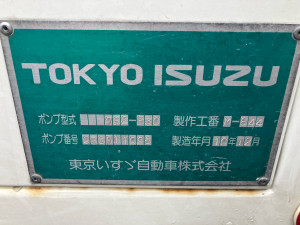 TOKYO ISUZU
ポンプ型式 製作工番
ポンプ番号 製造年月 年 月
東京いすゞ自動車株式会社